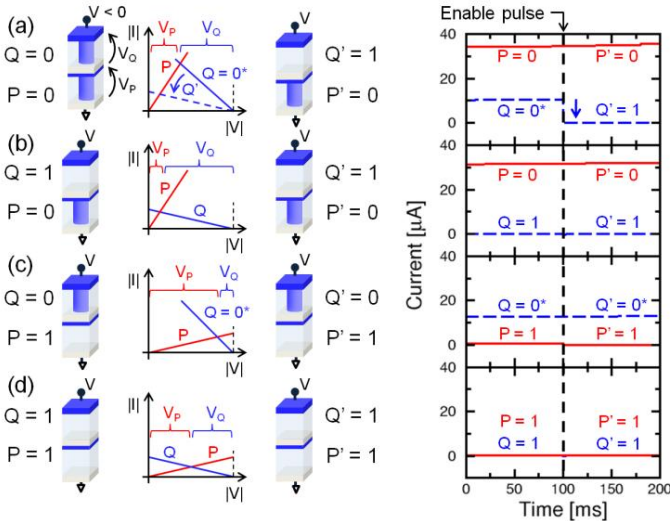 Enable pulse
(a)
V < 0
|I|
V_P
V_Q
V
Q = 0
P = 0
V_Q
V_P
P
Q'
Q = 0*
|V|
Q' = 1
P' = 0
(b)
V
|I|
V_P
V_Q
V
Q = 1
P = 0
P
Q
|V|
Q' = 1
P' = 0
(c)
V
|I|
V_P
V_Q
V
Q = 0
P = 1
P
Q = 0*
|V|
Q' = 0
P' = 1
(d)
V
|I|
V_P
V_Q
V
Q = 1
P = 1
Q
P
|V|
Q' = 1
P' = 1
Current [µA]
40
20
0
P = 0
P' = 0
Q = 0*
Q' = 1
40
20
0
P = 0
P' = 0
Q = 1
Q' = 1
40
20
0
Q = 0*
Q' = 0*
P = 1
P' = 1
40
20
0
P = 1
P' = 1
Q = 1
Q' = 1
0
50
100
150
200
Time [ms]